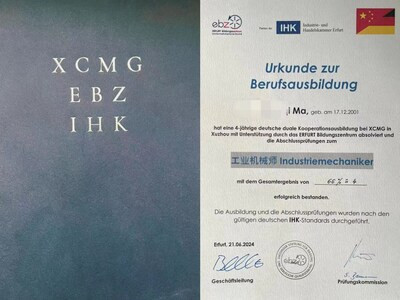 XCMG
EBZ
IHK
ebz
ERFURT Bildungszentrum
IHK
Industrie- und
Handelskammer Erfurt
Urkunde zur
Berufsausbildung
i Ma, geb. am 17.12.2001
hat eine 4-jährige deutsche duale Kooperationsausbildung bei XCMG in
Xuzhou mit Unterstützung durch das ERFURT Bildungszentrum absolviert und
die Abschlussprüfungen zum
工业机械师 Industriemechaniker
mit dem Gesamtergebnis von
erfolgreich bestanden.
Die Ausbildung und die Abschlussprüfungen wurden nach den
gültigen deutschen IHK-Standards durchgeführt.
Erfurt, 21.06.2024
Geschäftsleitung
Prüfungskommission